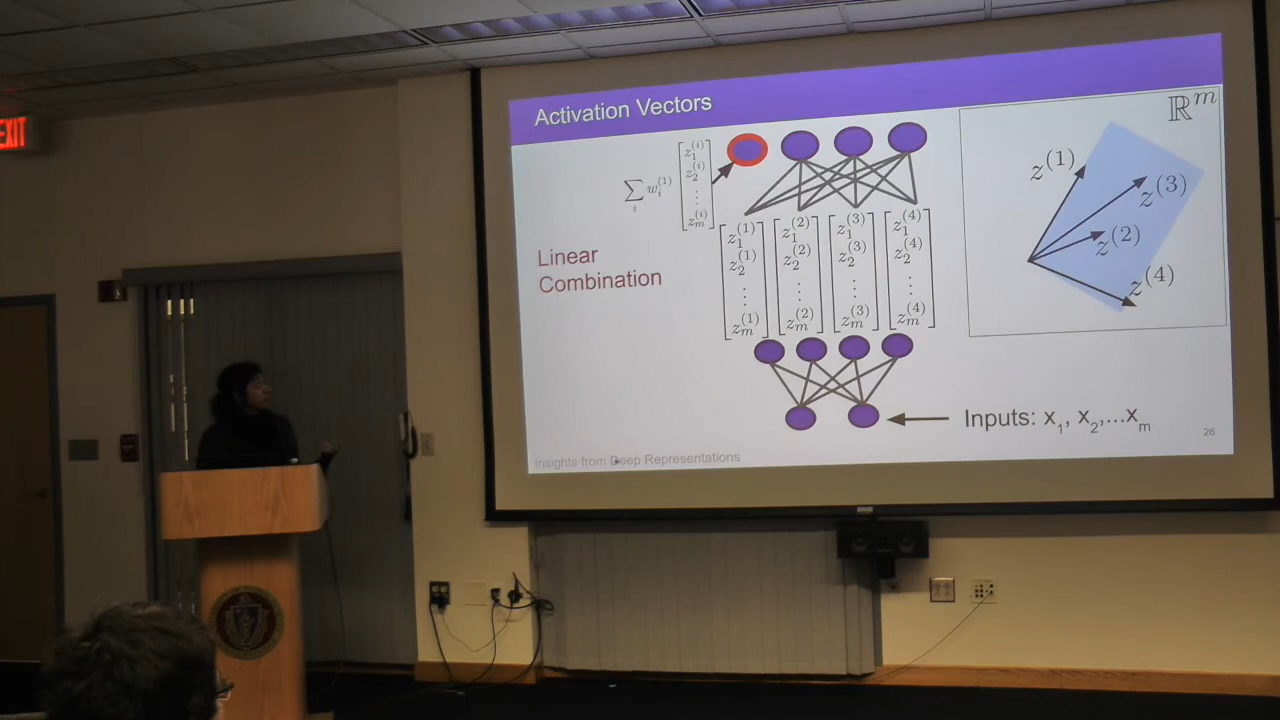 EXIT
Activation Vectors
ℝ^m
∑_i w_i^(1) [z_1^(i) z_2^(i) ⋮ z_m^(i)]
z^(1)
z^(3)
z^(2)
z^(4)
Linear
Combination
[z_1^(1) z_2^(1) ⋮ z_m^(1)] [z_1^(2) z_2^(2) ⋮ z_m^(2)] [z_1^(3) z_2^(3) ⋮ z_m^(3)] [z_1^(4) z_2^(4) ⋮ z_m^(4)]
Inputs: x_1, x_2,...x_m
26
Insights from Deep Representations